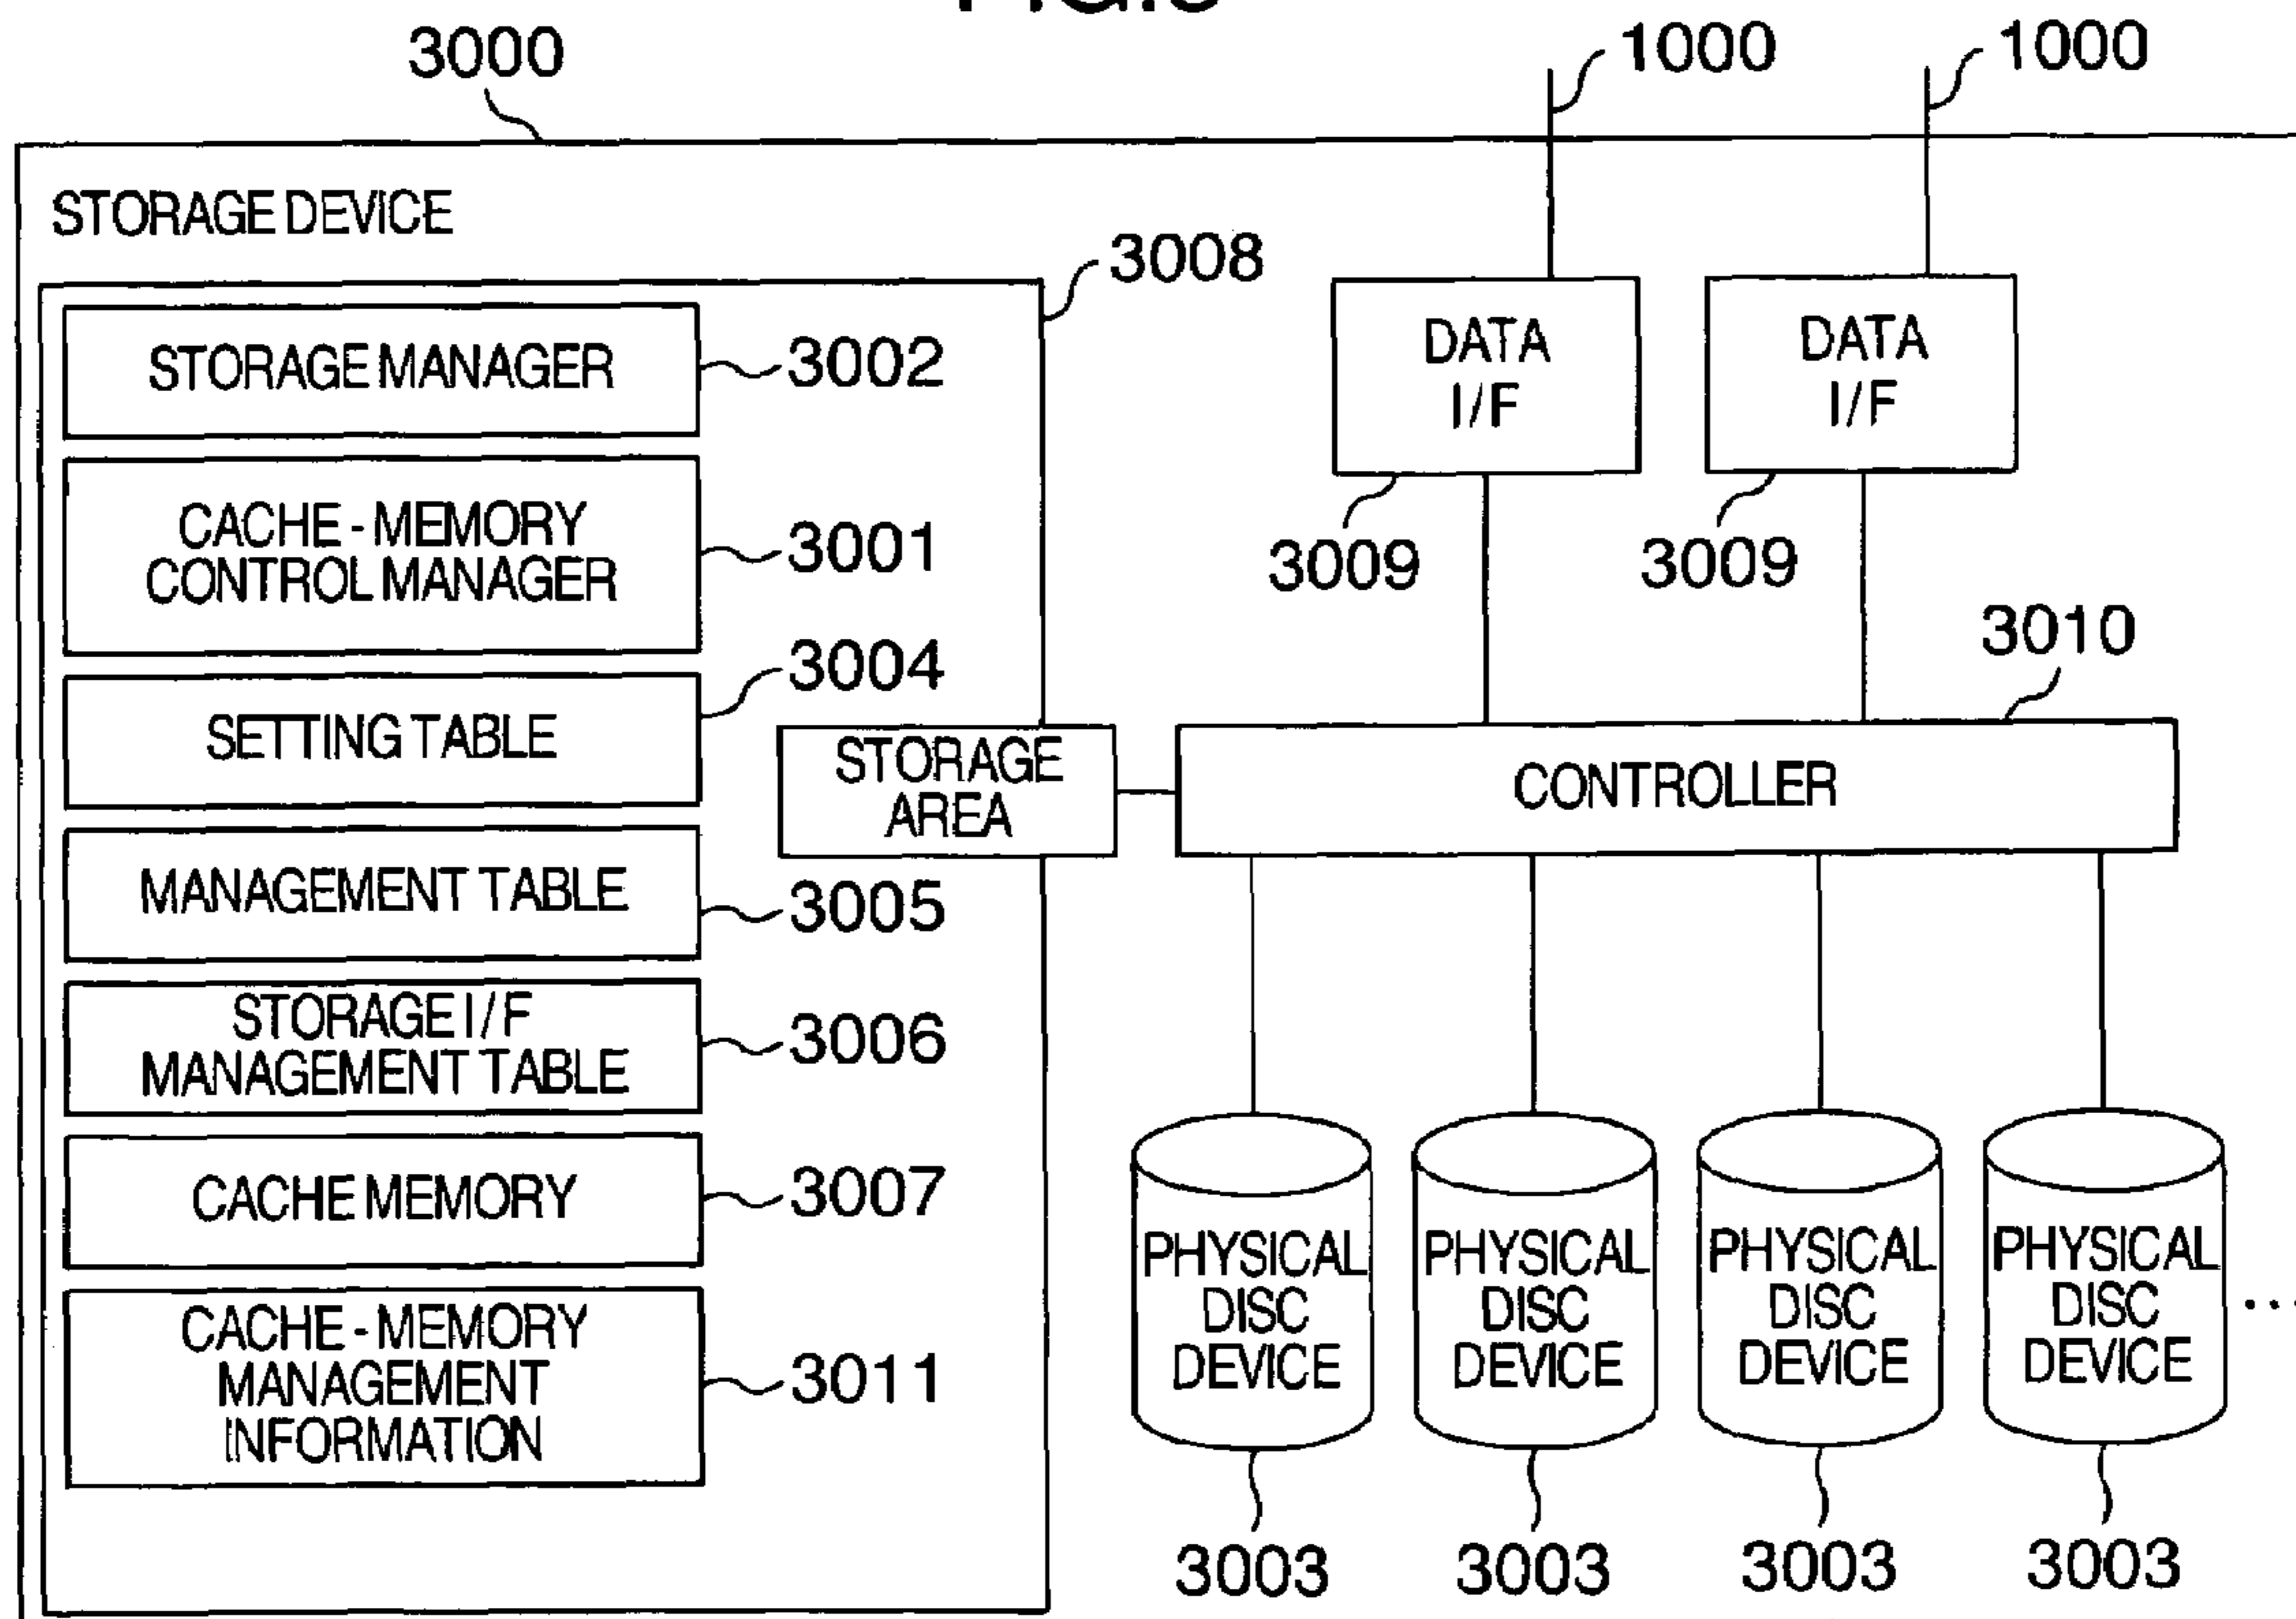 3000
1000
1000
STORAGE DEVICE
3008
STORAGE MANAGER
3002
CACHE-MEMORY
CONTROL MANAGER
3001
SETTING TABLE
3004
MANAGEMENT TABLE
3005
STORAGE I/F
MANAGEMENT TABLE
3006
CACHE MEMORY
3007
CACHE-MEMORY
MANAGEMENT
INFORMATION
3011
STORAGE
AREA
DATA
I/F
3009
DATA
I/F
3009
3010
CONTROLLER
PHYSICAL
DISC
DEVICE
3003
PHYSICAL
DISC
DEVICE
3003
PHYSICAL
DISC
DEVICE
3003
PHYSICAL
DISC
DEVICE
3003
...